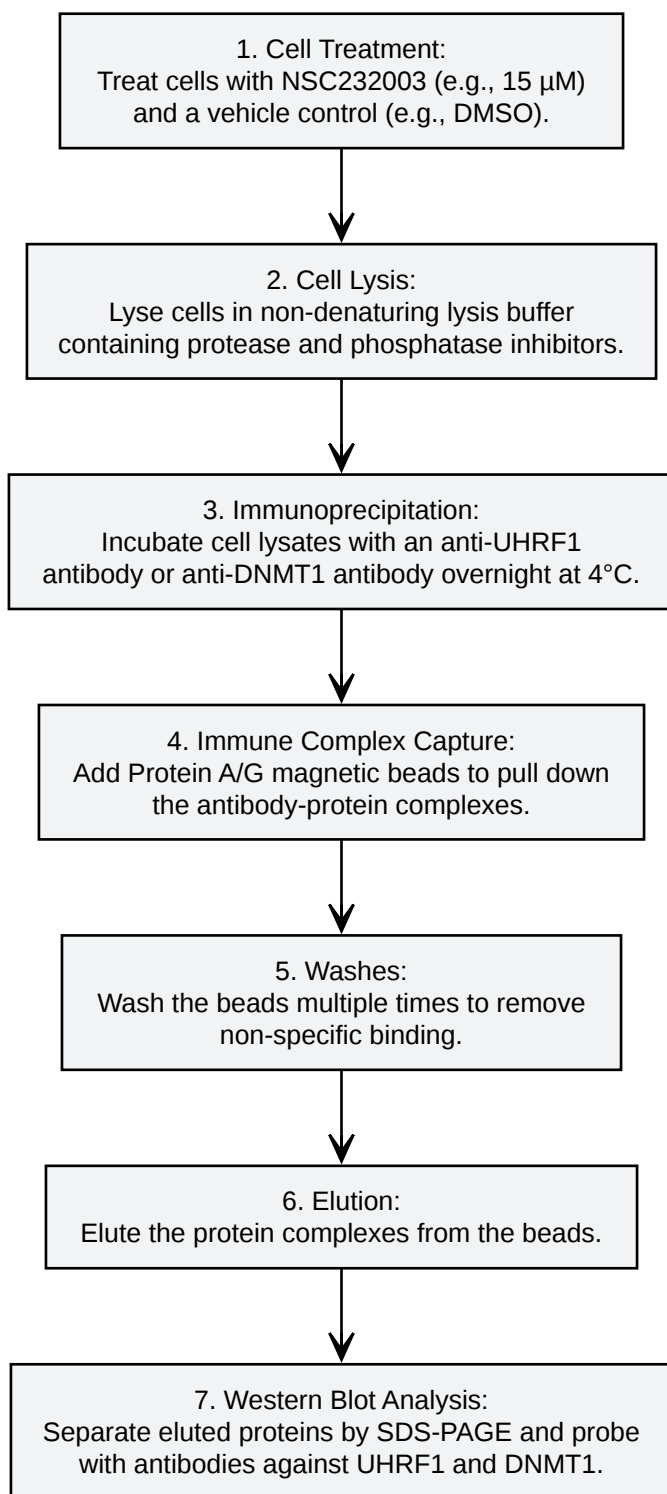 1. Cell Treatment:
Treat cells with NSC232003 (e.g., 15 µM)
and a vehicle control (e.g., DMSO).
2. Cell Lysis:
Lyse cells in non-denaturing lysis buffer
containing protease and phosphatase inhibitors.
3. Immunoprecipitation:
Incubate cell lysates with an anti-UHRF1
antibody or anti-DNMT1 antibody overnight at 4°C.
4. Immune Complex Capture:
Add Protein A/G magnetic beads to pull down
the antibody-protein complexes.
5. Washes:
Wash the beads multiple times to remove
non-specific binding.
6. Elution:
Elute the protein complexes from the beads.
7. Western Blot Analysis:
Separate eluted proteins by SDS-PAGE and probe
with antibodies against UHRF1 and DNMT1.